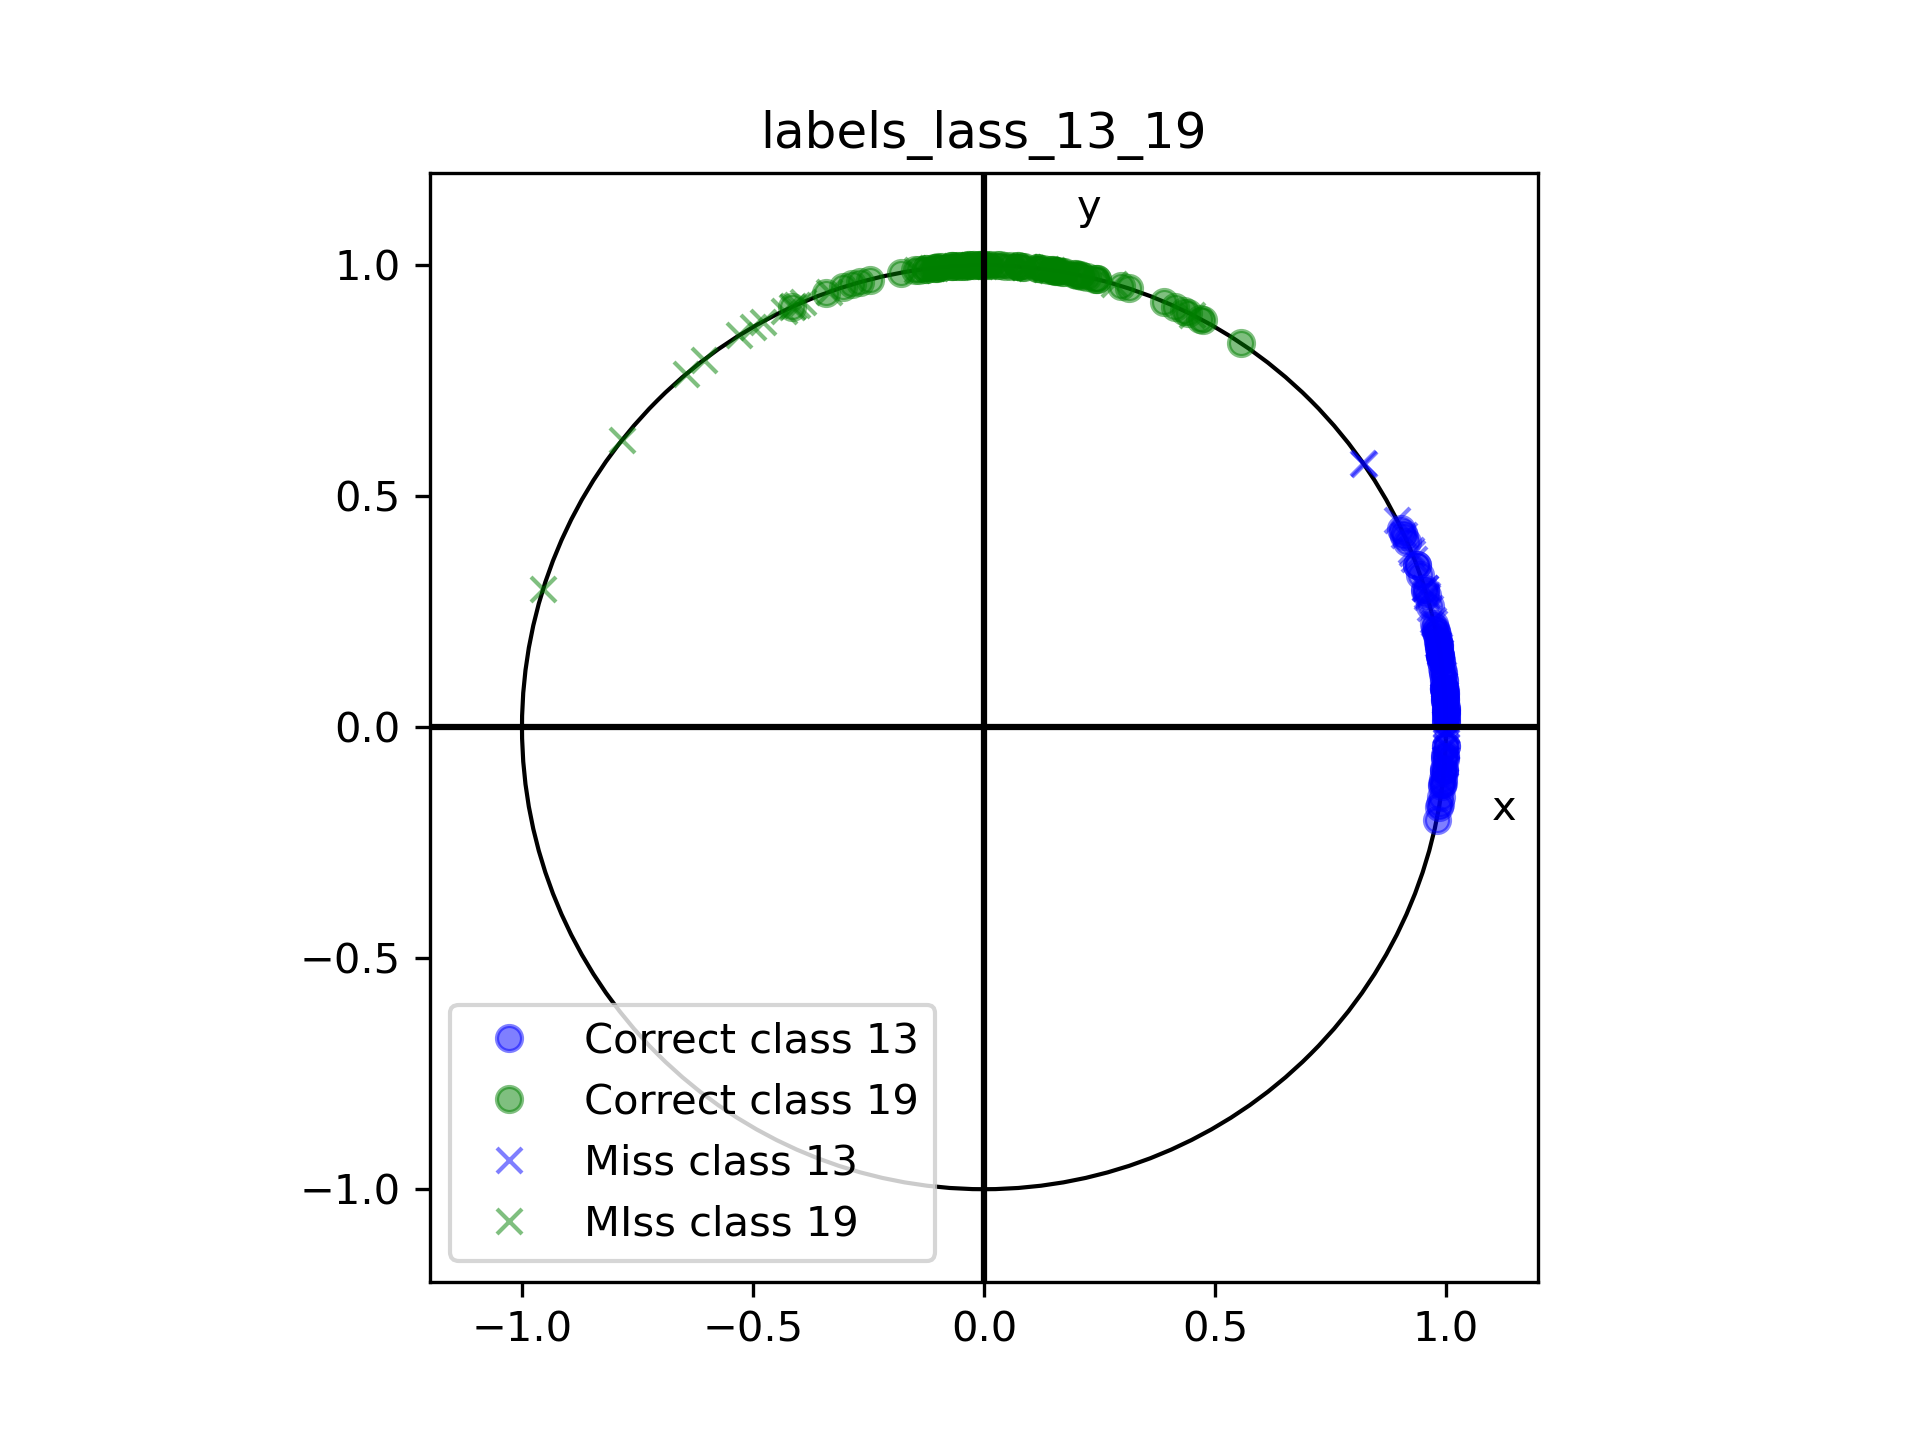 labels_lass_13_19
y
1.0
0.5
0.0
x
−0.5
−1.0
Correct class 13
Correct class 19
Miss class 13
MIss class 19
−1.0 −0.5 0.0 0.5 1.0